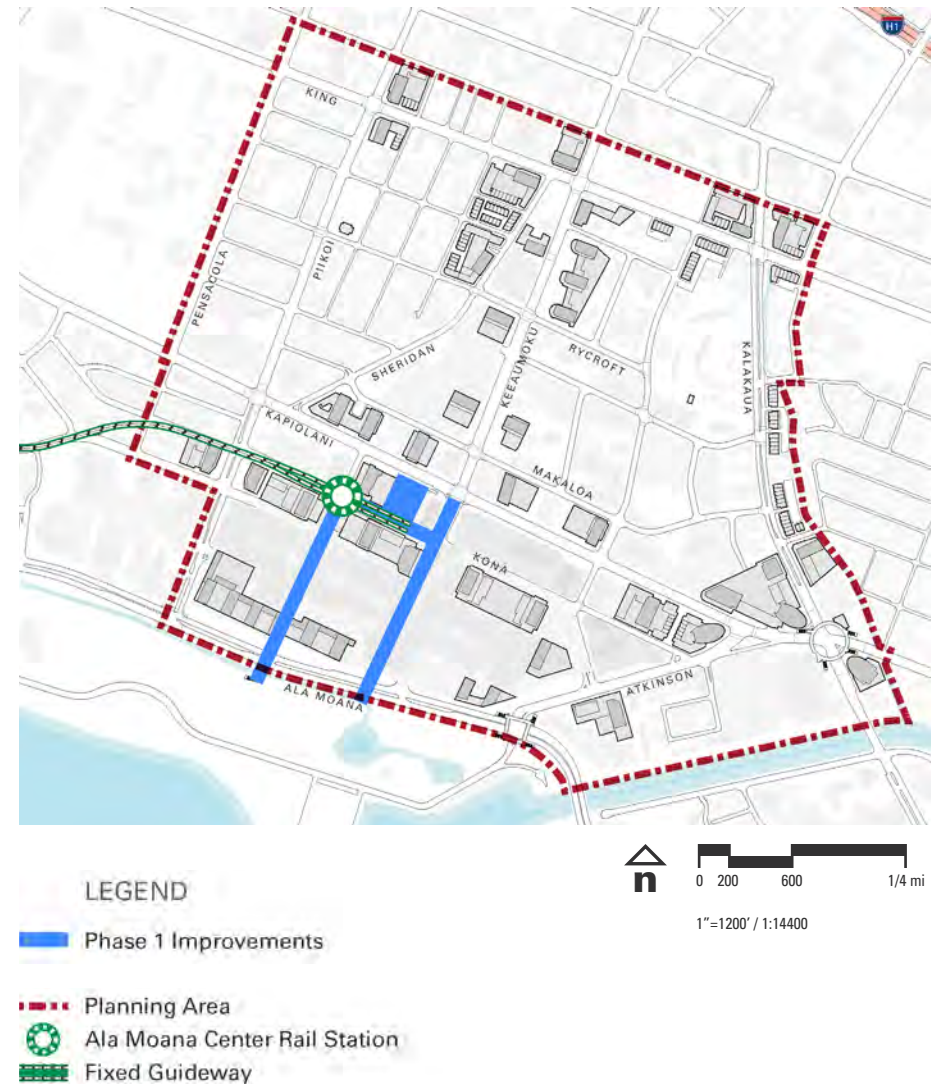 H1
KING
PENSACOLA
PIIKOI
SHERIDAN
KEEAUMOKU
RYCROFT
KALAKAUA
KAPIOLANI
MAKALOA
KONA
ATKINSON
ALA MOANA
n
0 200 600 1/4 mi
1"=1200' / 1:14400
LEGEND
Phase 1 Improvements
Planning Area
Ala Moana Center Rail Station
Fixed Guideway